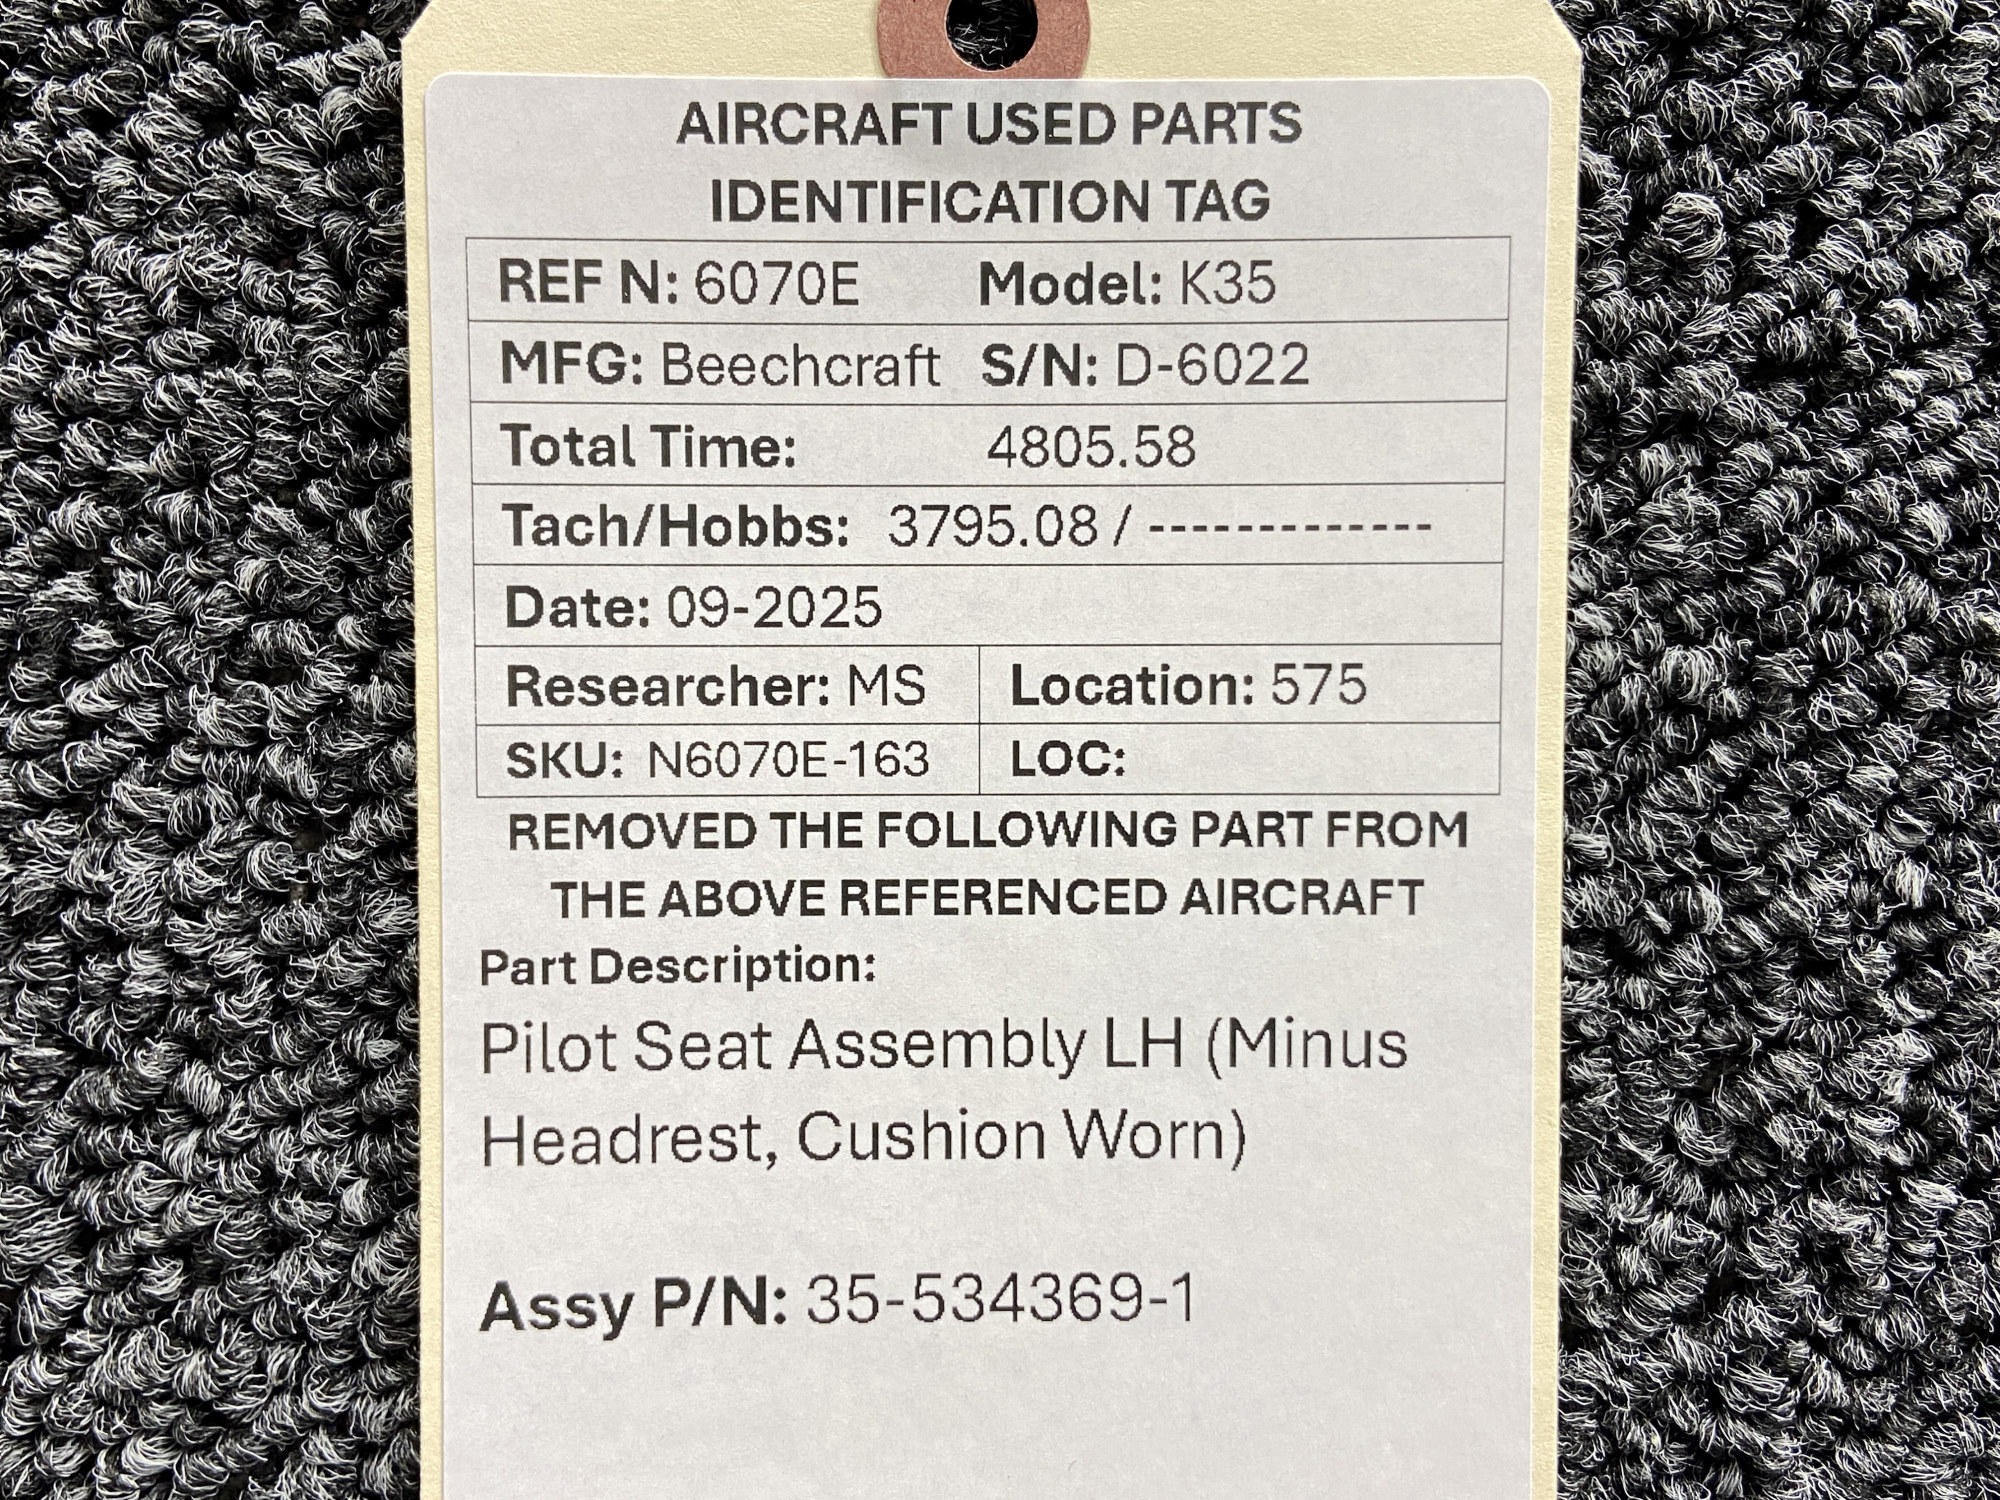 AIRCRAFT USED PARTS
IDENTIFICATION TAG
REF N: 6070E Model: K35
MFG: Beechcraft S/N: D-6022
Total Time: 4805.58
Tach/Hobbs: 3795.08 / -------------
Date: 09-2025
Researcher: MS Location: 575
SKU: N6070E-163 LOC:
REMOVED THE FOLLOWING PART FROM
THE ABOVE REFERENCED AIRCRAFT
Part Description:
Pilot Seat Assembly LH (Minus
Headrest, Cushion Worn)
Assy P/N: 35-534369-1